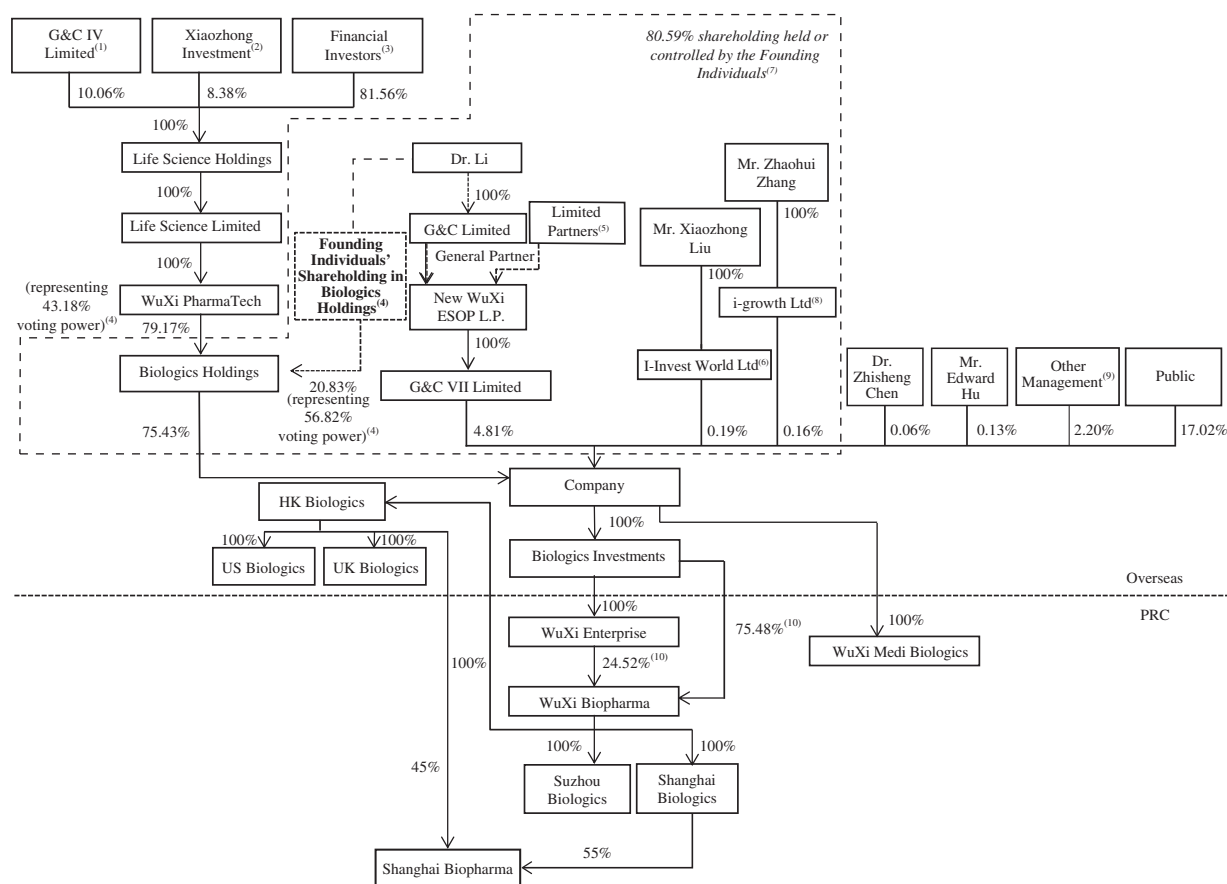 G&C IV
Limited(1)
Xiaozhong
Investment(2)
Financial
Investors(3)
80.59% shareholding held or
controlled by the Founding
Individuals(7)
10.06%
8.38%
81.56%
100%
Life Science Holdings
Dr. Li
Mr. Zhaohui
Zhang
100%
100%
100%
Life Science Limited
G&C Limited
Limited
Partners(5)
Mr. Xiaozhong
Liu
Founding
Individuals'
Shareholding in
Biologics
Holdings(4)
General Partner
100%
100%
(representing
43.18%
voting power)(4)
WuXi PharmaTech
New WuXi
ESOP L.P.
i-growth Ltd(8)
79.17%
100%
Biologics Holdings
I-Invest World Ltd(6)
Dr.
Zhisheng
Chen
Mr.
Edward
Hu
Other
Management(9)
Public
20.83%
(representing
56.82%
voting power)(4)
G&C VII Limited
75.43%
4.81%
0.19%
0.16%
0.06%
0.13%
2.20%
17.02%
Company
HK Biologics
100%
100%
100%
US Biologics
UK Biologics
Biologics Investments
Overseas
PRC
100%
WuXi Enterprise
75.48%(10)
100%
WuXi Medi Biologics
24.52%(10)
100%
WuXi Biopharma
100%
100%
45%
Suzhou
Biologics
Shanghai
Biologics
55%
Shanghai Biopharma